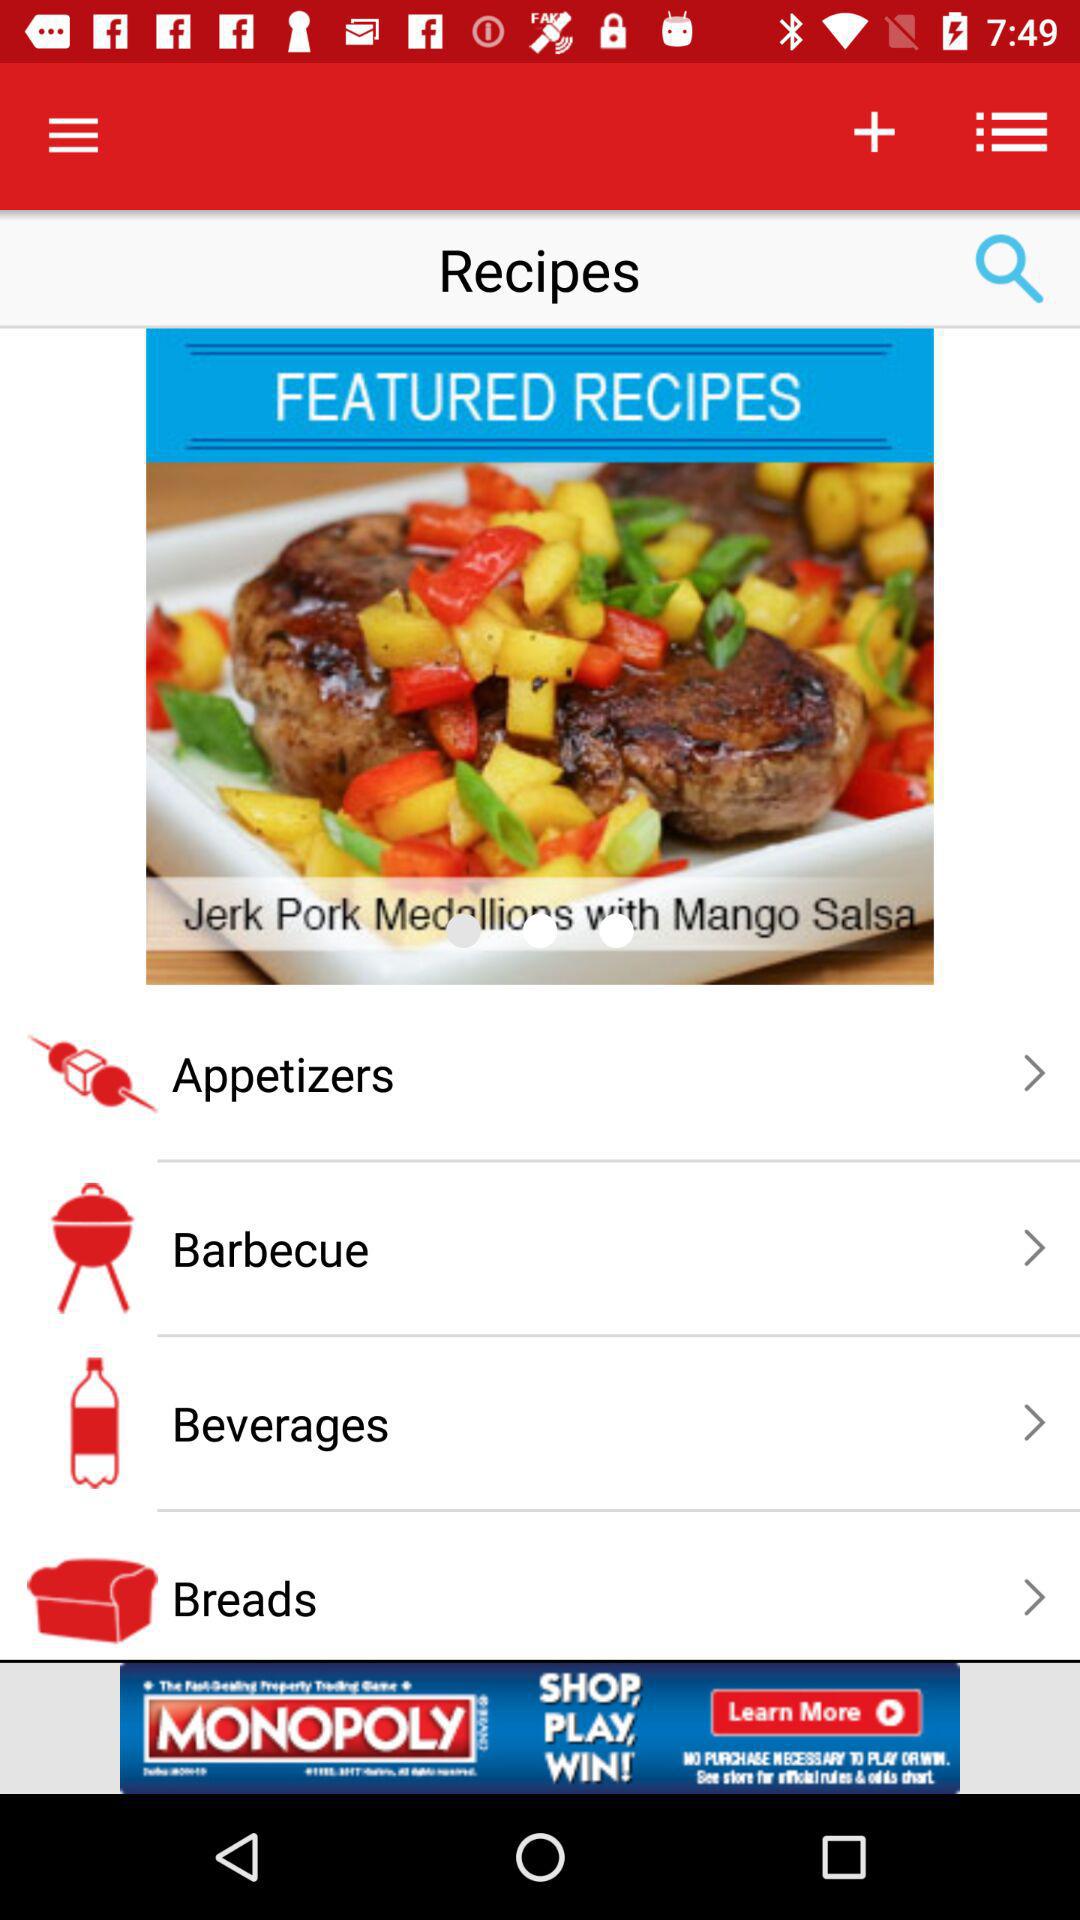 FAKE
7:49
Recipes
FEATURED RECIPES
Jerk Pork Medallions with Mango Salsa
Appetizers
Barbecue
Beverages
Breads
The Fast-Dealing Property Trading Game
MONOPOLY
SHOP,
PLAY,
WIN!
Learn More
NO PURCHASE NECESSARY TO PLAY OR WIN.
See store for official rules & odds chart.